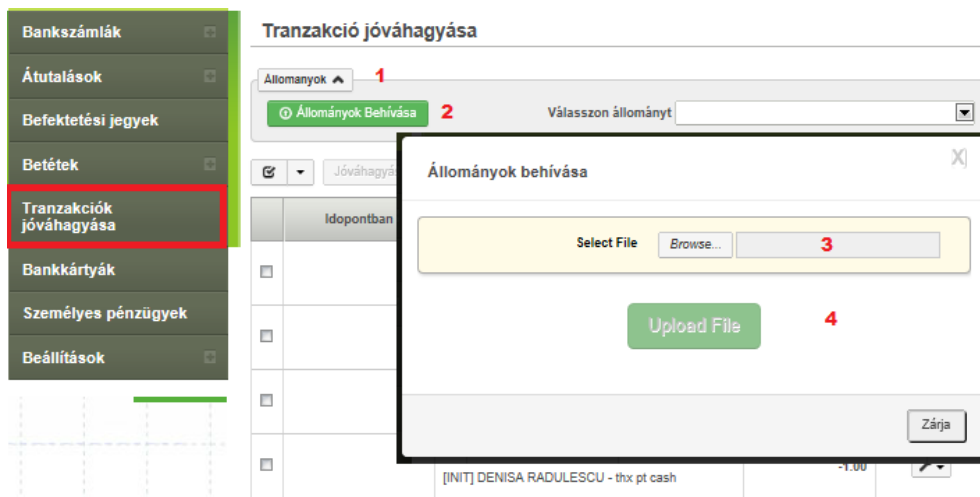 Bankszámlák
Átutalások
Befektetési jegyek
Betétek
Tranzakciók
jóváhagyása
Bankkártyák
Személyes pénzügyek
Beállítások
Tranzakció jóváhagyása
Allomanyok 1
Állományok Behívása 2 Válasszon állományt
Állományok behívása X
Select File Browse... 3
Upload File 4
Zárja
Idopontban
-1.00
[INIT] DENISA RADULESCU - thx pt cash